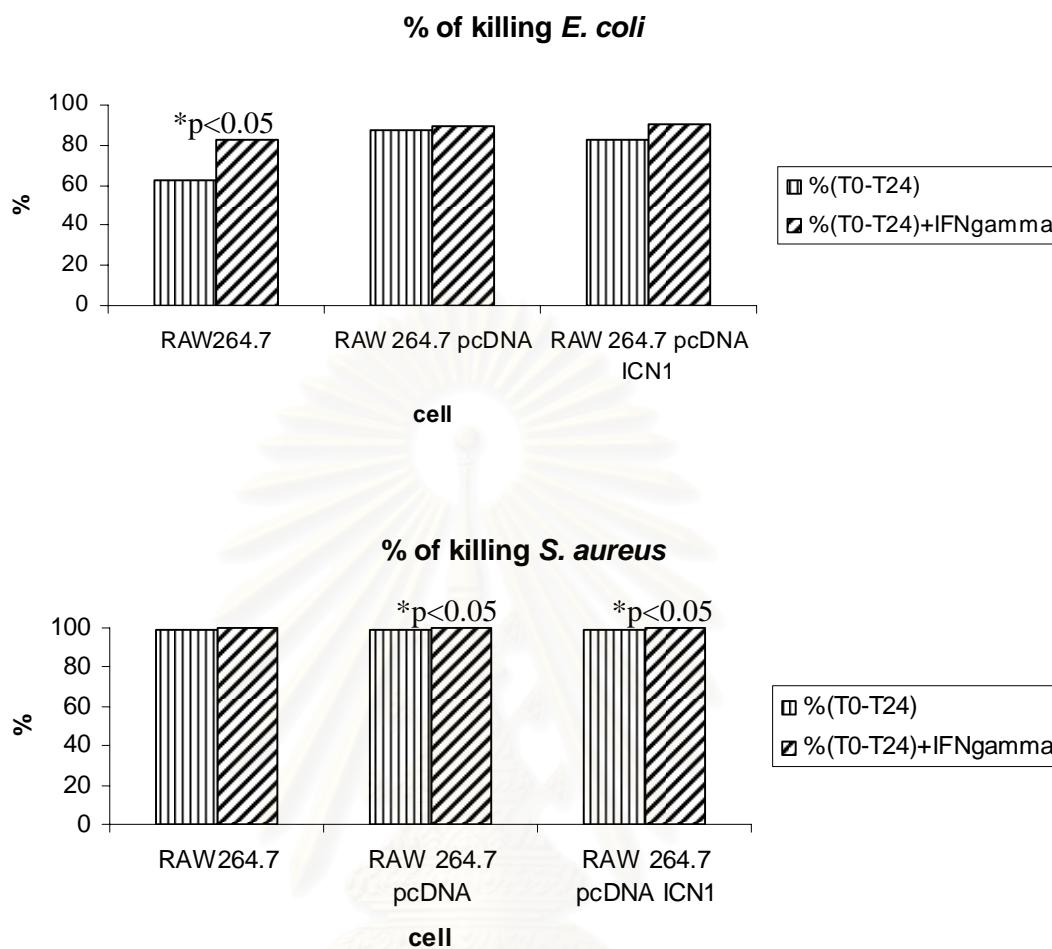 % of killing E. coli
100
80
60
40
20
0
%
*p<0.05
RAW264.7
RAW 264.7 pcDNA
RAW 264.7 pcDNA
ICN1
cell
%(T0-T24)
%(T0-T24)+IFNgamma
% of killing S. aureus
100
80
60
40
20
0
%
*p<0.05
*p<0.05
RAW264.7
RAW 264.7
pcDNA
RAW 264.7
pcDNA ICN1
cell
%(T0-T24)
%(T0-T24)+IFNgamma